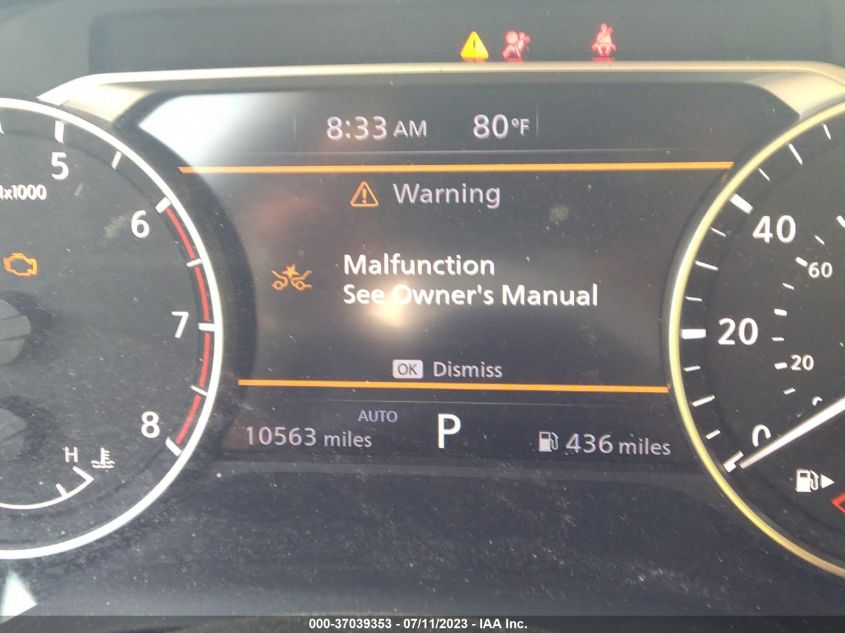 8:33 AM 80°F
Warning
Malfunction
See Owner's Manual
OK Dismiss
AUTO
10563 miles P 436 miles
5
x1000
6
7
8
H
40
60
20
20
0
000-37039353 - 07/11/2023 - IAA Inc.